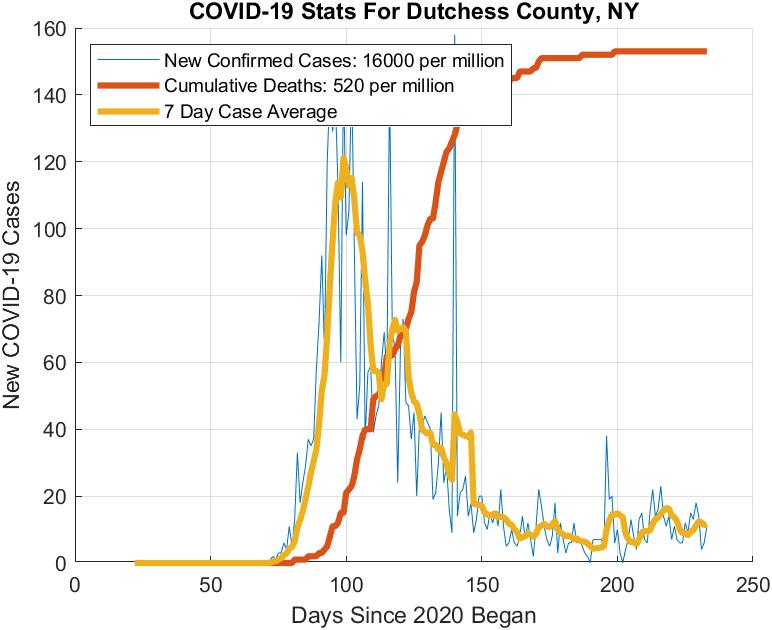 COVID-19 Stats For Dutchess County, NY
160
140
120
100
80
60
40
20
0
New COVID-19 Cases
New Confirmed Cases: 16000 per million
Cumulative Deaths: 520 per million
7 Day Case Average
0 50 100 150 200 250
Days Since 2020 Began